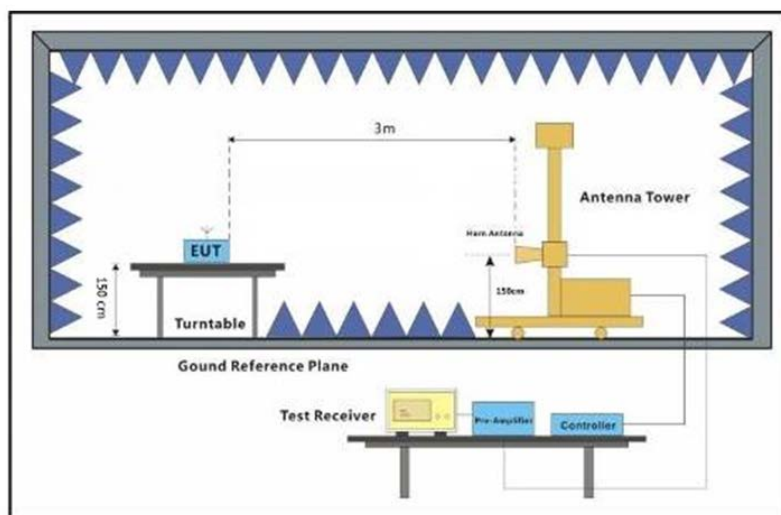 3m
Antenna Tower
Horn Antenna
EUT
150 cm
150cm
Turntable
Gound Reference Plane
Test Receiver
Pre-Amplifier
Controller